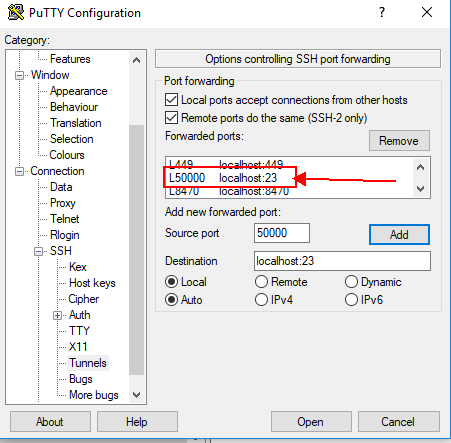 PuTTY Configuration
?
Category:
Features
Window
Appearance
Behaviour
Translation
Selection
Colours
Connection
Data
Proxy
Telnet
Rlogin
SSH
Kex
Host keys
Cipher
Auth
TTY
X11
Tunnels
Bugs
More bugs
Options controlling SSH port forwarding
Port forwarding
Local ports accept connections from other hosts
Remote ports do the same (SSH-2 only)
Forwarded ports:
Remove
L449 localhost:449
L50000 localhost:23
L8470 localhost:8470
Add new forwarded port:
Source port 50000 Add
Destination localhost:23
Local Remote Dynamic
Auto IPv4 IPv6
About Help Open Cancel